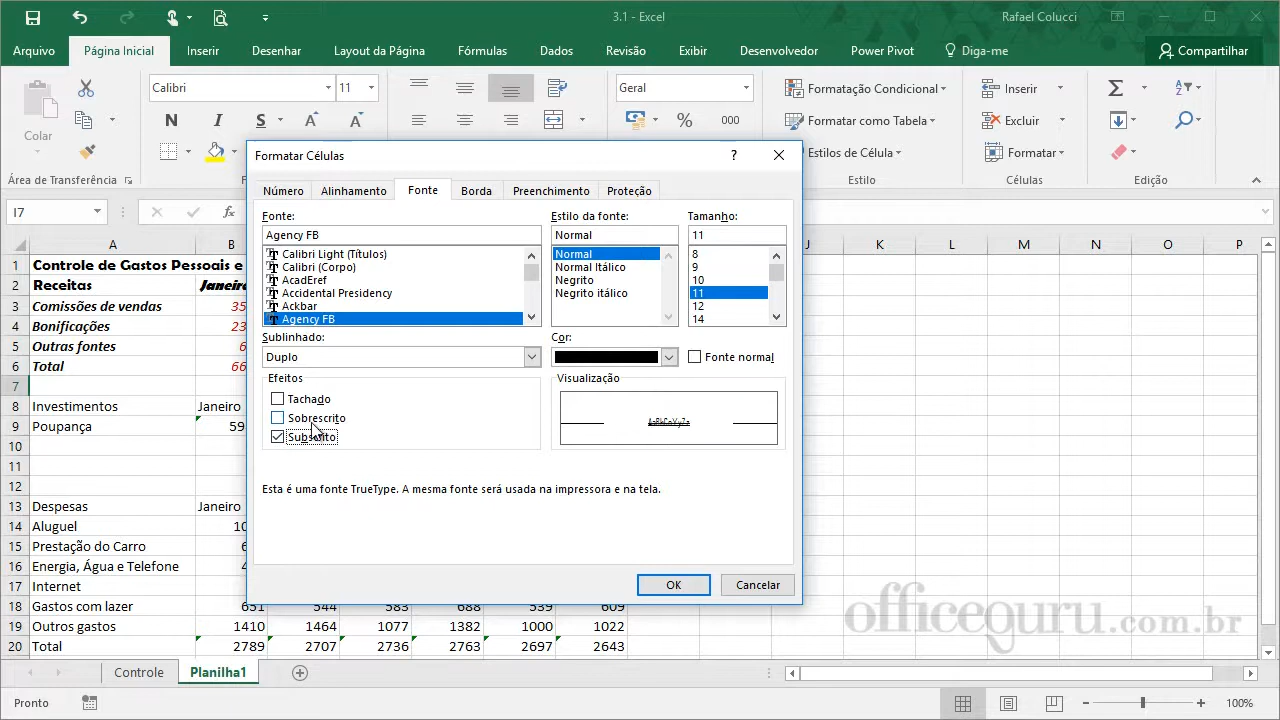 3.1 - Excel
Rafael Colucci
Arquivo
Página Inicial
Inserir
Desenhar
Layout da Página
Fórmulas
Dados
Revisão
Exibir
Desenvolvedor
Power Pivot
Diga-me
Compartilhar
Colar
Calibri
11
N I S A A
Geral
% 000
Formatação Condicional
Formatar como Tabela
Estilos de Célula
Inserir
Excluir
Formatar
Área de Transferência
Estilo
Células
Edição
I7
fx
A B J K L M N O P
Formatar Células
?
Número
Alinhamento
Fonte
Borda
Preenchimento
Proteção
Fonte:
Agency FB
Calibri Light (Títulos)
Calibri (Corpo)
AcadEref
Accidental Presidency
Ackbar
Agency FB
Estilo da fonte:
Normal
Normal
Normal Itálico
Negrito
Negrito itálico
Tamanho:
11
8
9
10
11
12
14
Sublinhado:
Duplo
Cor:
Fonte normal
Efeitos
Tachado
Sobrescrito
Subscrito
Visualização
AaBbCcYyZz
Esta é uma fonte TrueType. A mesma fonte será usada na impressora e na tela.
OK
Cancelar
1 Controle de Gastos Pessoais e
2 Receitas Janeiro
3 Comissões de vendas 35
4 Bonificações 23
5 Outras fontes 6
6 Total 66
7
8 Investimentos Janeiro
9 Poupança 59
10
11
12
13 Despesas Janeiro
14 Aluguel 10
15 Prestação do Carro 6
16 Energia, Água e Telefone 4
17 Internet
18 Gastos com lazer 651 544 583 688 539 609
19 Outros gastos 1410 1464 1077 1382 1000 1022
20 Total 2789 2707 2736 2763 2697 2643
officeguru.com.br
Controle
Planilha1
Pronto
100%